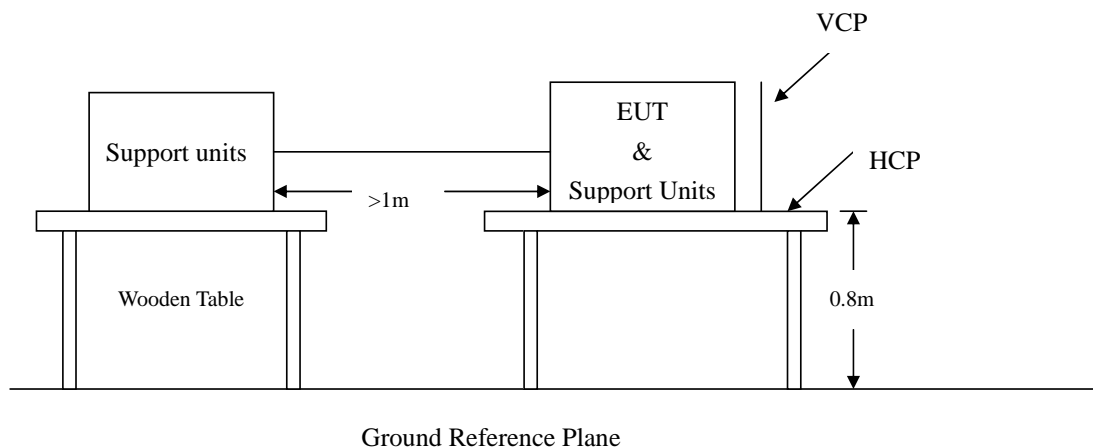 VCP
EUT
&
Support Units
Support units
HCP
>1m
Wooden Table
0.8m
Ground Reference Plane